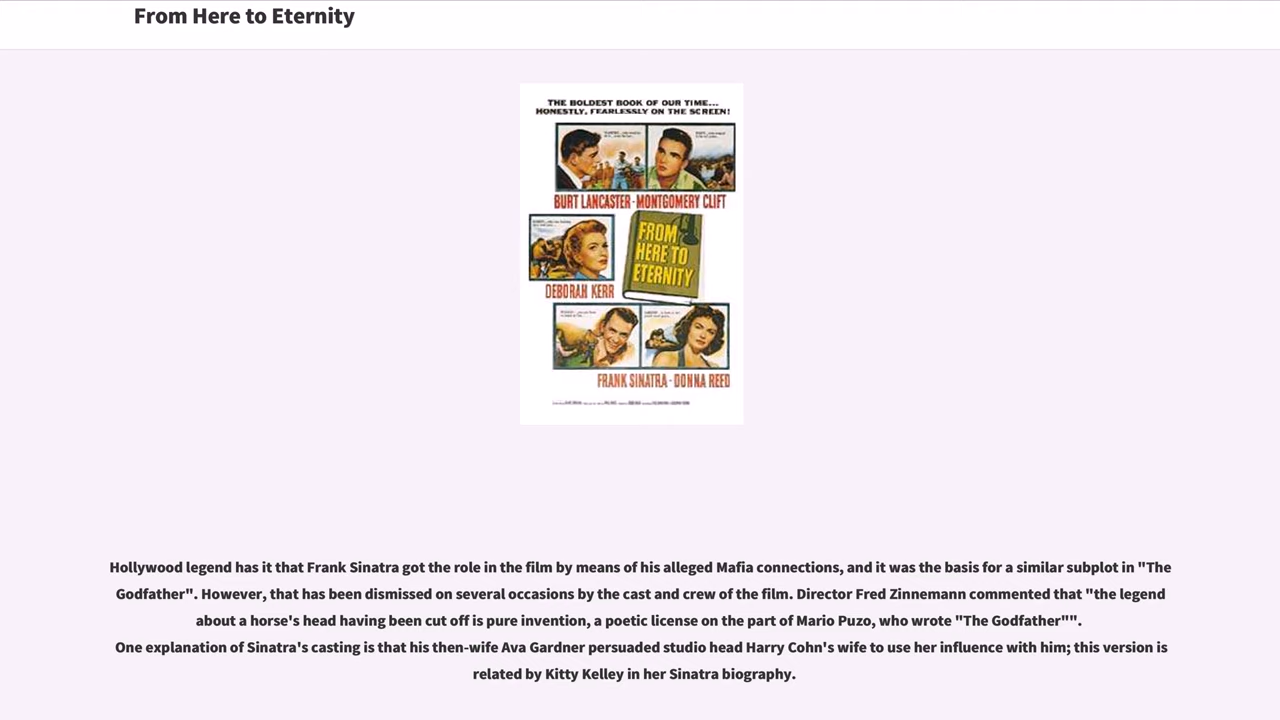 From Here to Eternity
THE BOLDEST BOOK OF OUR TIME...
HONESTLY, FEARLESSLY ON THE SCREEN!
BURT LANCASTER · MONTGOMERY CLIFT
FROM
HERE TO
ETERNITY
DEBORAH KERR
FRANK SINATRA · DONNA REED
Hollywood legend has it that Frank Sinatra got the role in the film by means of his alleged Mafia connections, and it was the basis for a similar subplot in "The
Godfather". However, that has been dismissed on several occasions by the cast and crew of the film. Director Fred Zinnemann commented that "the legend
about a horse's head having been cut off is pure invention, a poetic license on the part of Mario Puzo, who wrote "The Godfather"".
One explanation of Sinatra's casting is that his then-wife Ava Gardner persuaded studio head Harry Cohn's wife to use her influence with him; this version is
related by Kitty Kelley in her Sinatra biography.